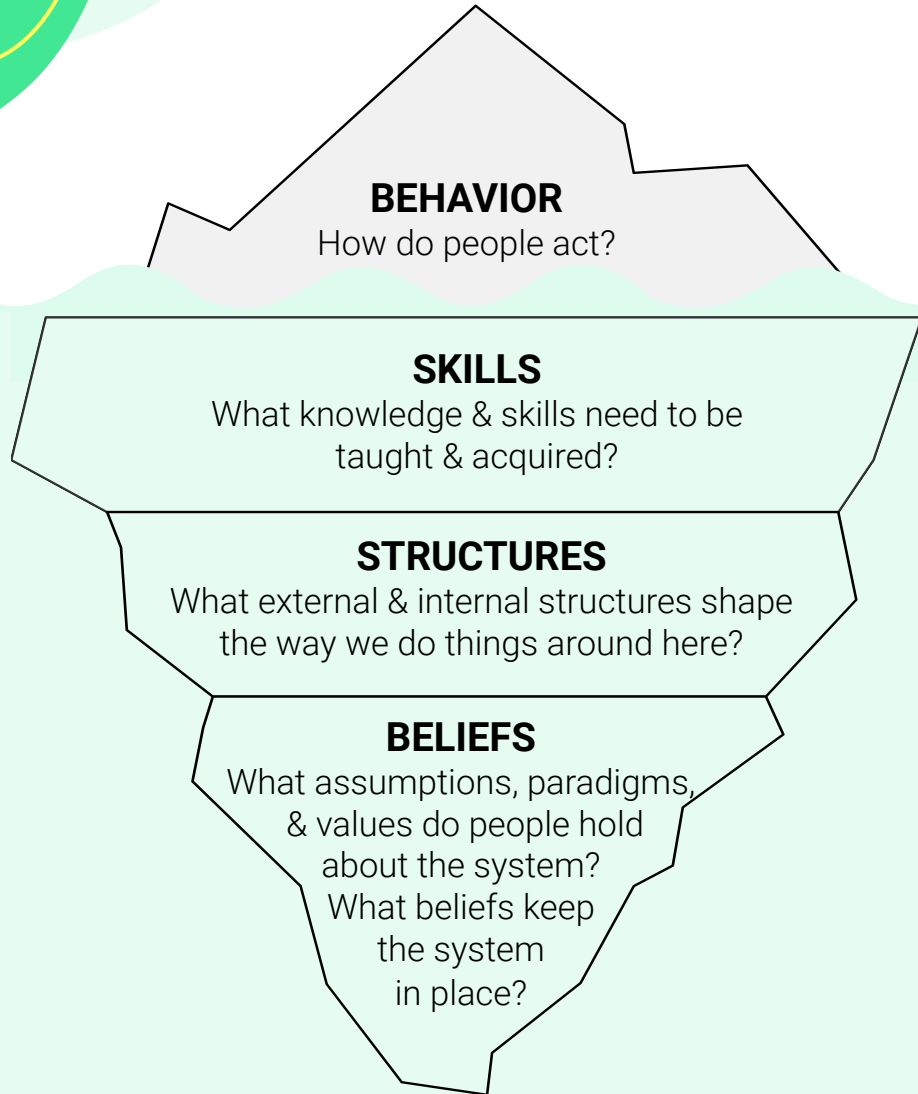 BEHAVIOR
How do people act?
SKILLS
What knowledge & skills need to be
taught & acquired?
STRUCTURES
What external & internal structures shape
the way we do things around here?
BELIEFS
What assumptions, paradigms,
& values do people hold
about the system?
What beliefs keep
the system
in place?